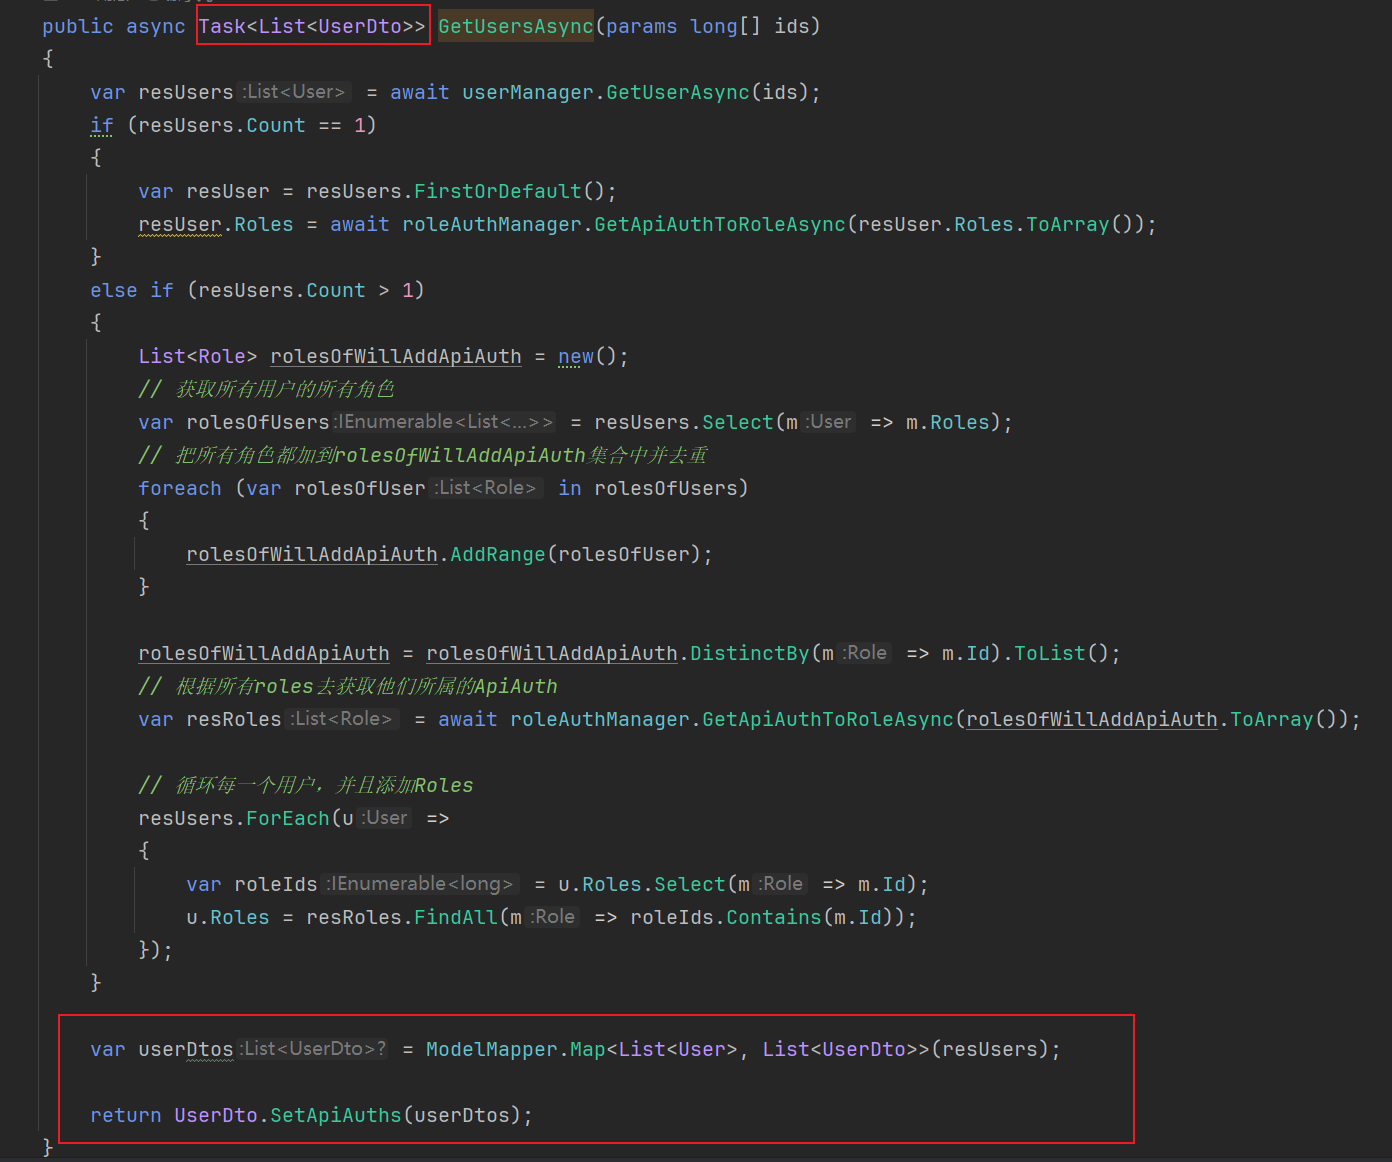 public async Task<List<UserDto>> GetUsersAsync(params long[] ids)
{
var resUsers :List<User> = await userManager.GetUserAsync(ids);
if (resUsers.Count == 1)
{
var resUser = resUsers.FirstOrDefault();
resUser.Roles = await roleAuthManager.GetApiAuthToRoleAsync(resUser.Roles.ToArray());
}
else if (resUsers.Count > 1)
{
List<Role> rolesOfWillAddApiAuth = new();
// 获取所有用户的所有角色
var rolesOfUsers :IEnumerable<List<...>> = resUsers.Select(m :User => m.Roles);
// 把所有角色都加到rolesOfWillAddApiAuth集合中并去重
foreach (var rolesOfUser :List<Role> in rolesOfUsers)
{
rolesOfWillAddApiAuth.AddRange(rolesOfUser);
}
rolesOfWillAddApiAuth = rolesOfWillAddApiAuth.DistinctBy(m :Role => m.Id).ToList();
// 根据所有roles去获取他们所属的ApiAuth
var resRoles :List<Role> = await roleAuthManager.GetApiAuthToRoleAsync(rolesOfWillAddApiAuth.ToArray());
// 循环每一个用户，并且添加Roles
resUsers.ForEach(u :User =>
{
var roleIds :IEnumerable<long> = u.Roles.Select(m :Role => m.Id);
u.Roles = resRoles.FindAll(m :Role => roleIds.Contains(m.Id));
});
}
var userDtos :List<UserDto>? = ModelMapper.Map<List<User>, List<UserDto>>(resUsers);
return UserDto.SetApiAuths(userDtos);
}